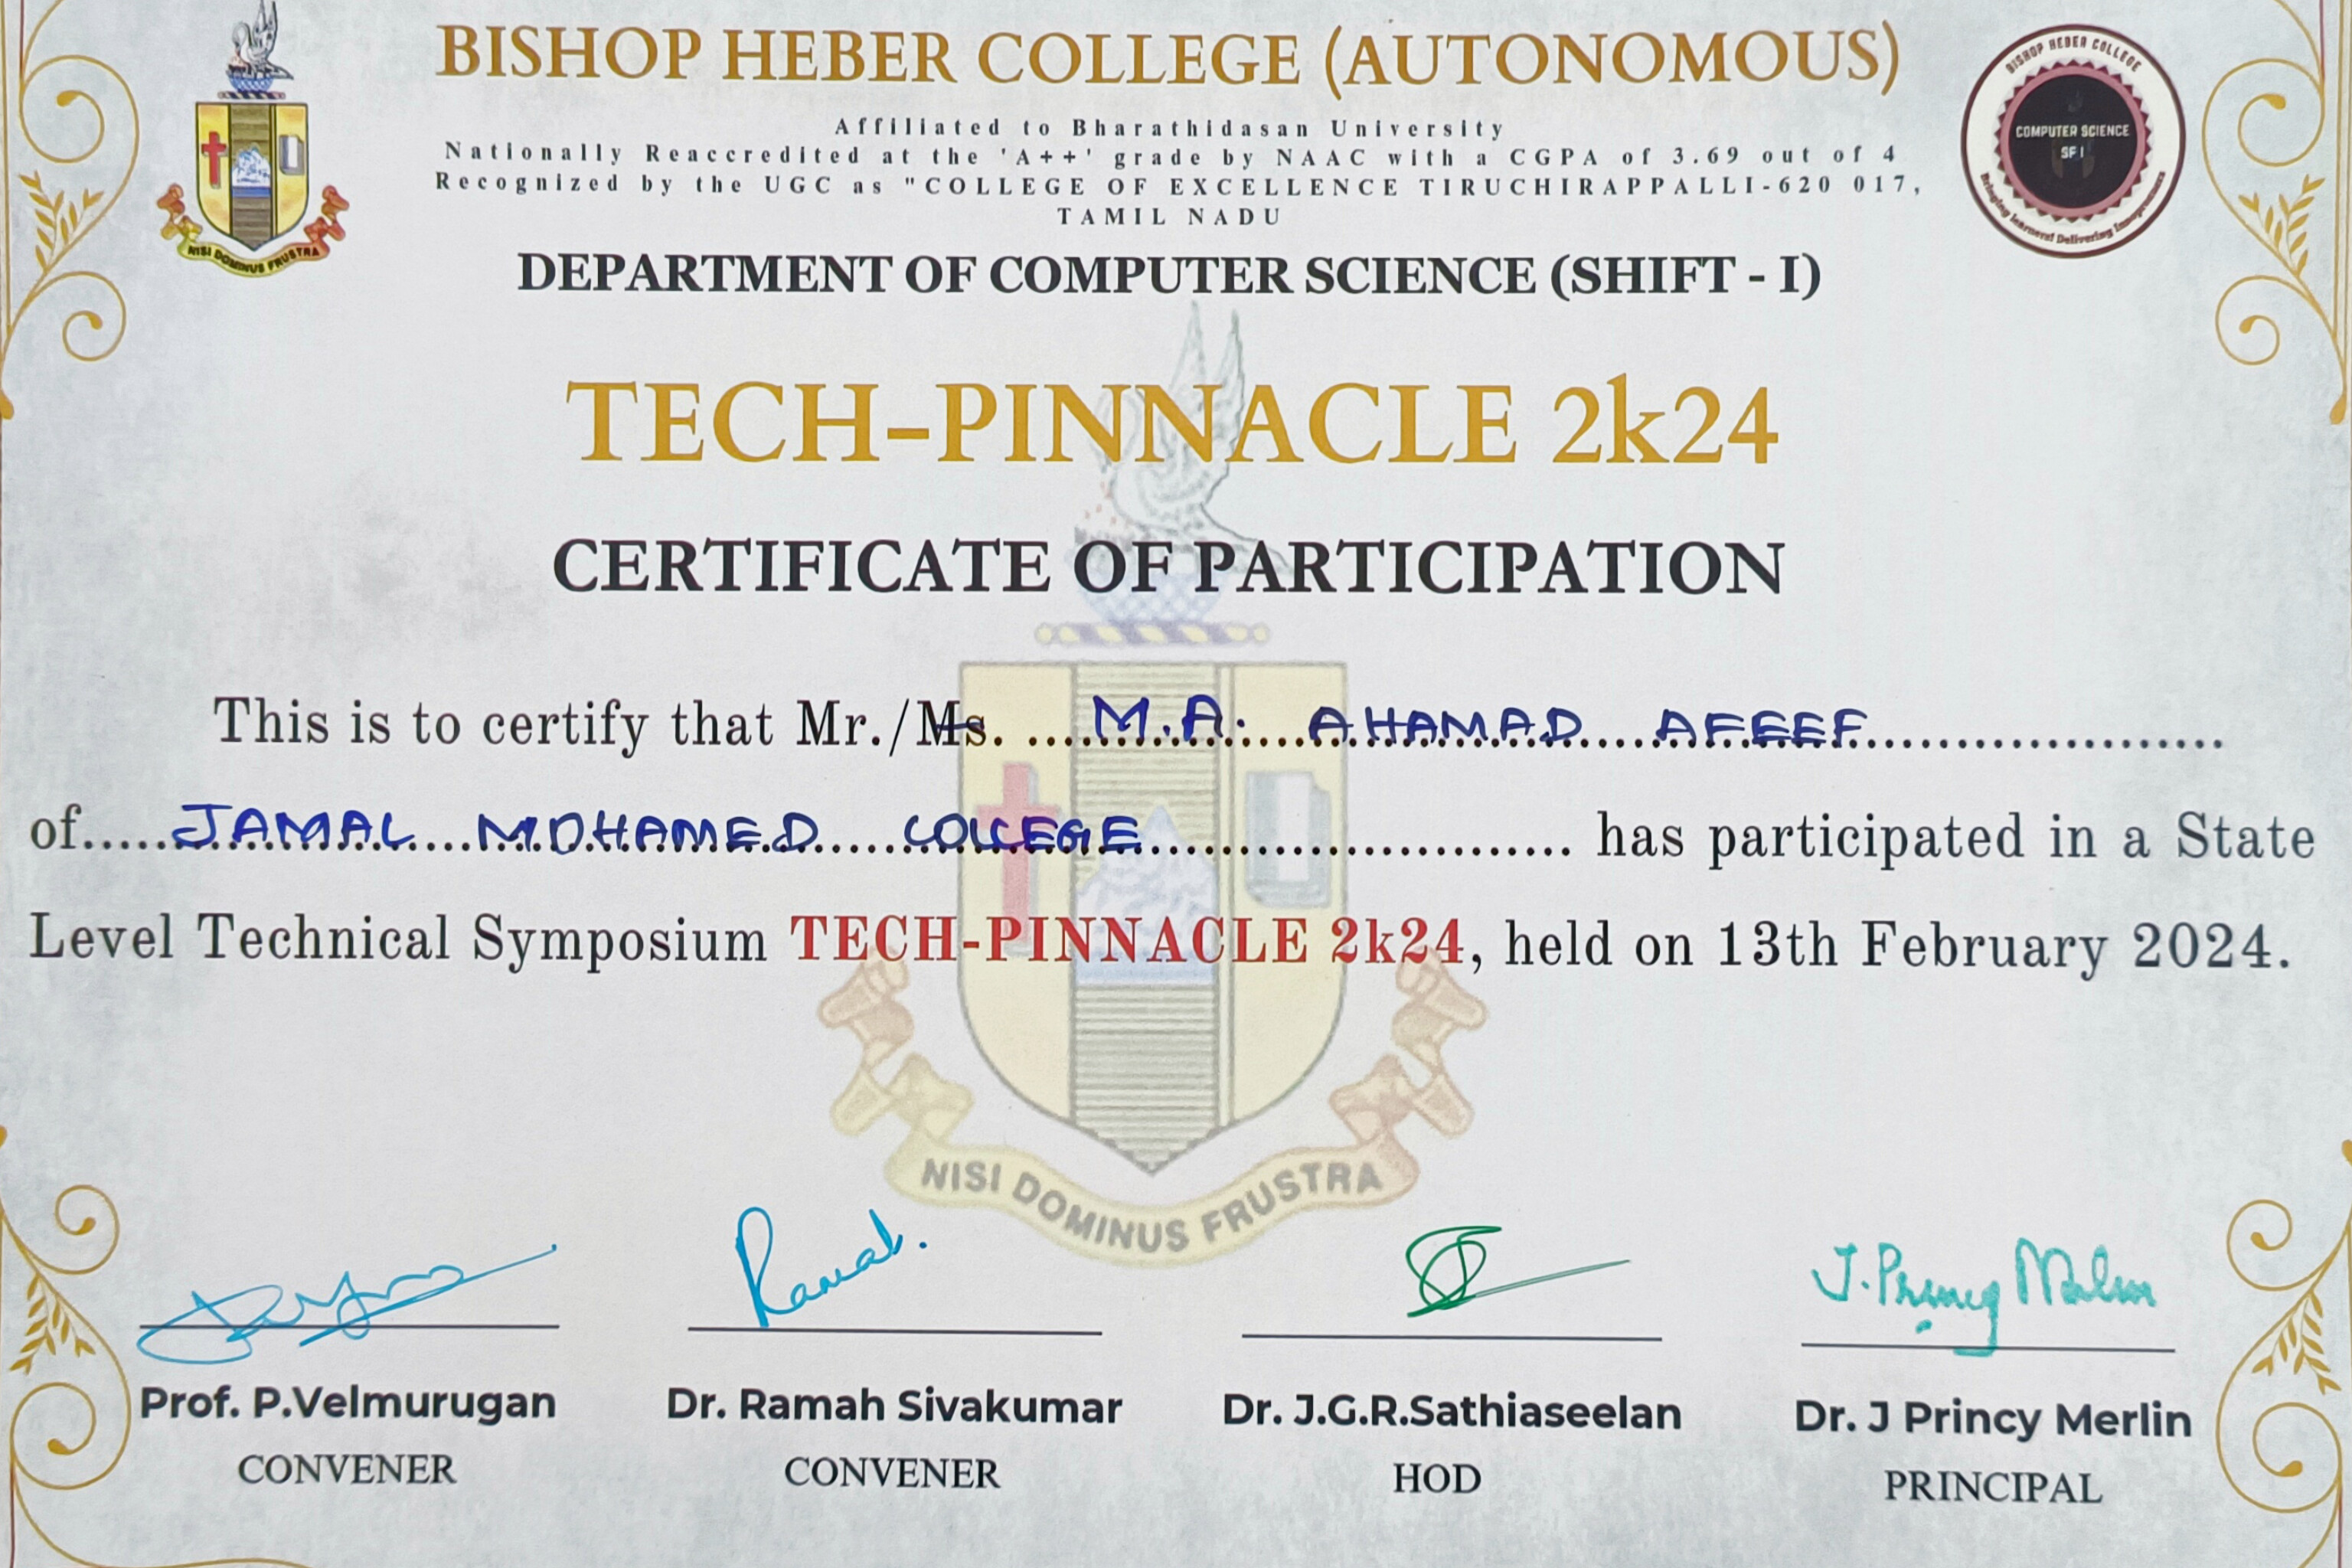 BISHOP HEBER COLLEGE (AUTONOMOUS)
Affiliated to Bharathidasan University
Nationally Reaccredited at the 'A++' grade by NAAC with a CGPA of 3.69 out of 4
Recognized by the UGC as "COLLEGE OF EXCELLENCE TIRUCHIRAPPALLI-620 017,
TAMIL NADU
NISI DOMINUS FRUSTRA
BISHOP HEBER COLLEGE
COMPUTER SCIENCE
SF I
Bringing Learners! Delivering Intrapreneurs
DEPARTMENT OF COMPUTER SCIENCE (SHIFT - I)
TECH-PINNACLE 2k24
CERTIFICATE OF PARTICIPATION
This is to certify that Mr./Ms. ....M.A. AHAMAD AFEEF....................
of.....JAMAL MOHAMED COLLEGE........................ has participated in a State
Level Technical Symposium TECH-PINNACLE 2k24, held on 13th February 2024.
NISI DOMINUS FRUSTRA
Ramah.
J. Princy Merlin
Prof. P.Velmurugan
CONVENER
Dr. Ramah Sivakumar
CONVENER
Dr. J.G.R.Sathiaseelan
HOD
Dr. J Princy Merlin
PRINCIPAL